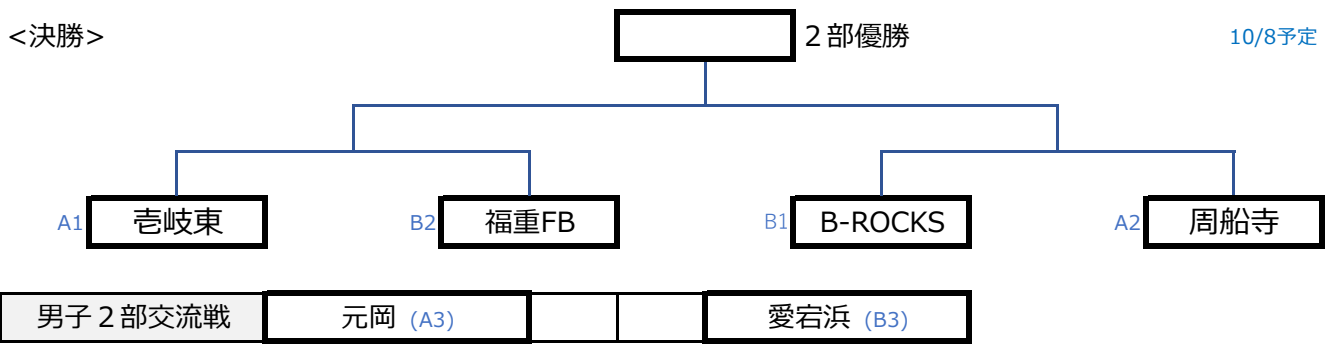 <決勝> ２部優勝 10/8予定
A1 壱岐東 B2 福重FB B1 B-ROCKS A2 周船寺
男子２部交流戦 元岡 (A3) 愛宕浜 (B3)